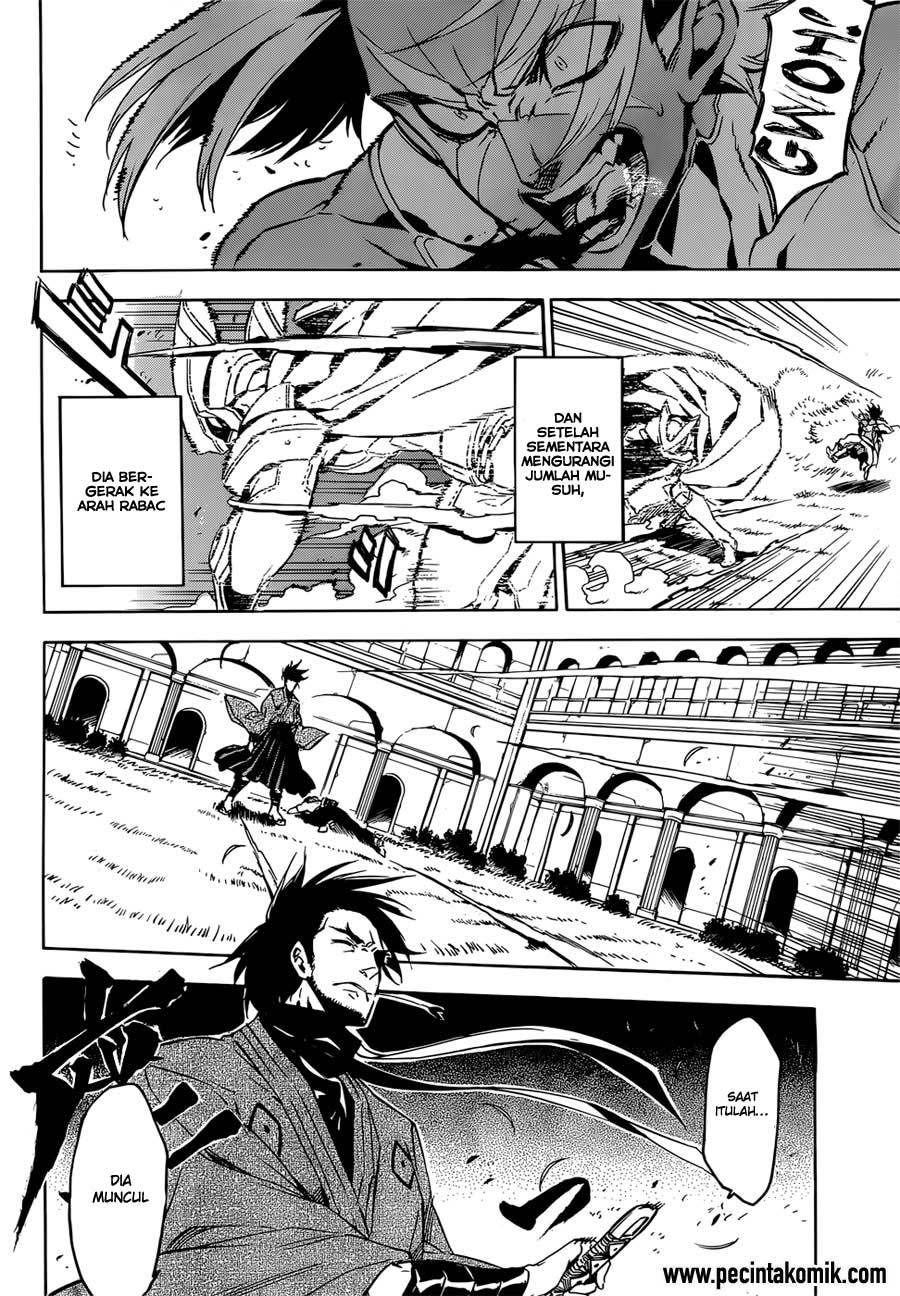 GWOH!
DAN
SETELAH
SEMENTARA
MENGURANGI
JUMLAH MU-
SUH,
DIA BER-
GERAK KE
ARAH RABAC
SAAT
ITULAH...
DIA
MUNCUL
www.pecintakomik.com